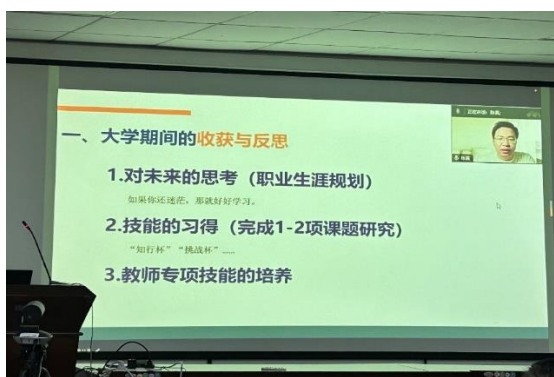 一、大学期间的收获与反思
1.对未来的思考（职业生涯规划）
如果你还迷茫，那就好好学习。
2.技能的习得（完成1-2项课题研究）
“知行杯”“挑战杯”……
3.教师专项技能的培养